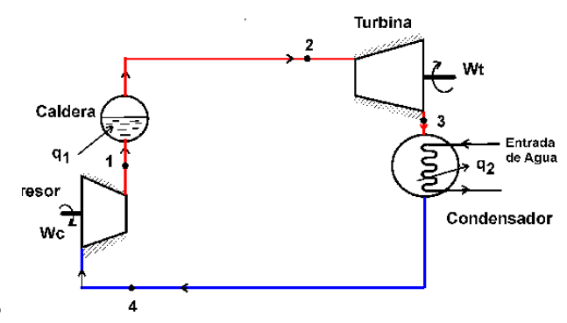 Turbina
2
Wt
Caldera
3
Entrada
de Agua
q1
1
q2
resor
Wc
Condensador
4